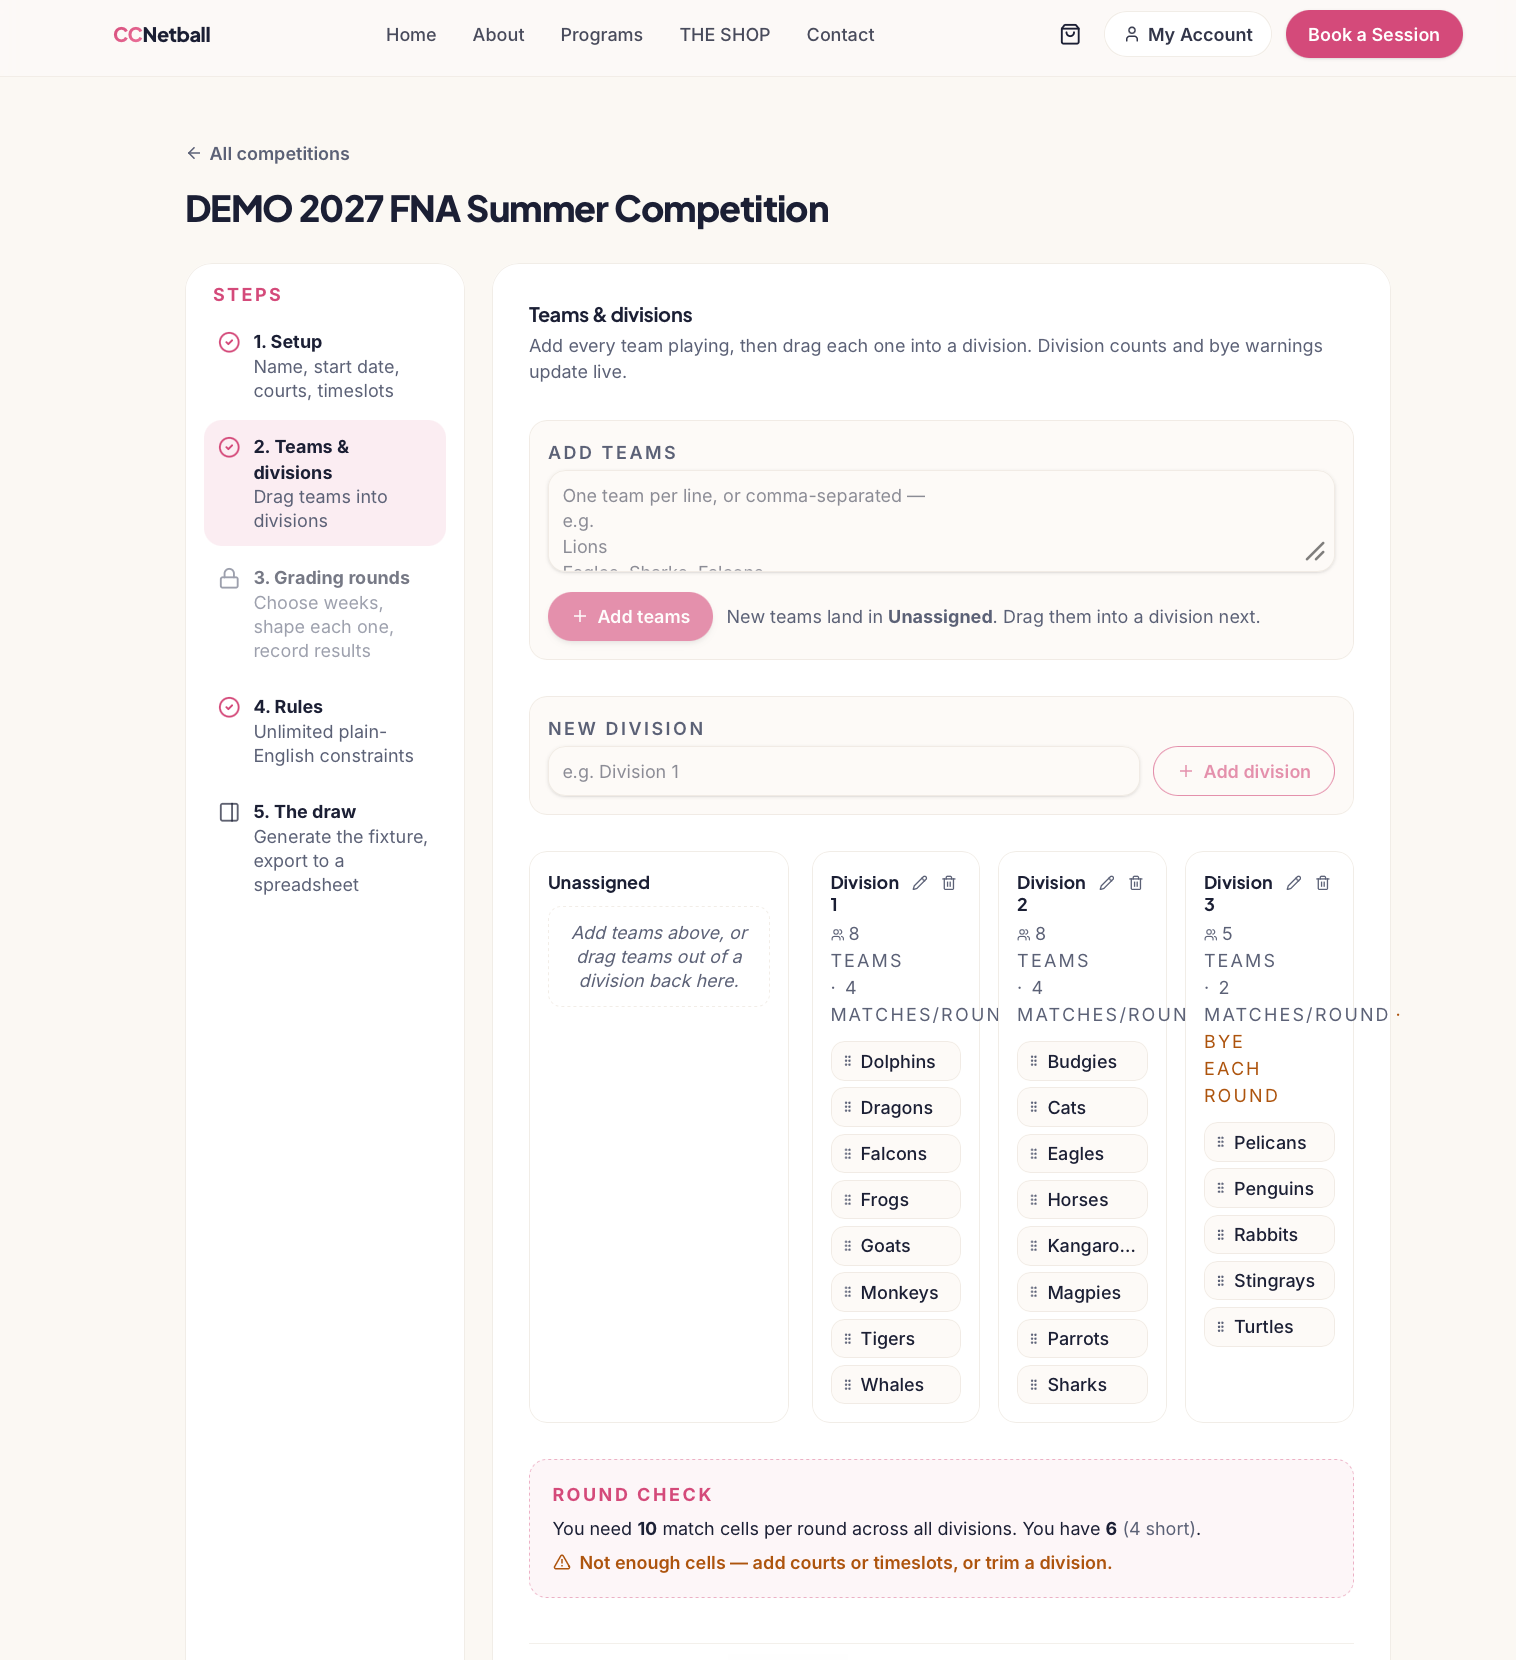 CCNetball
Home
About
Programs
THE SHOP
Contact
My Account
Book a Session
All competitions
DEMO 2027 FNA Summer Competition
STEPS
1. Setup
Name, start date,
courts, timeslots
2. Teams &
divisions
Drag teams into
divisions
3. Grading rounds
Choose weeks,
shape each one,
record results
4. Rules
Unlimited plain-
English constraints
5. The draw
Generate the fixture,
export to a
spreadsheet
Teams & divisions
Add every team playing, then drag each one into a division. Division counts and bye warnings
update live.
ADD TEAMS
One team per line, or comma-separated —
e.g.
Lions
Eagles, Sharks, Falcons
+ Add teams
New teams land in Unassigned. Drag them into a division next.
NEW DIVISION
e.g. Division 1
+ Add division
Unassigned
Add teams above, or
drag teams out of a
division back here.
Division
1
8
TEAMS
· 4
MATCHES/ROUN
Dolphins
Dragons
Falcons
Frogs
Goats
Monkeys
Tigers
Whales
Division
2
8
TEAMS
· 4
MATCHES/ROUN
Budgies
Cats
Eagles
Horses
Kangaro...
Magpies
Parrots
Sharks
Division
3
5
TEAMS
· 2
MATCHES/ROUND ·
BYE
EACH
ROUND
Pelicans
Penguins
Rabbits
Stingrays
Turtles
ROUND CHECK
You need 10 match cells per round across all divisions. You have 6 (4 short).
Not enough cells — add courts or timeslots, or trim a division.